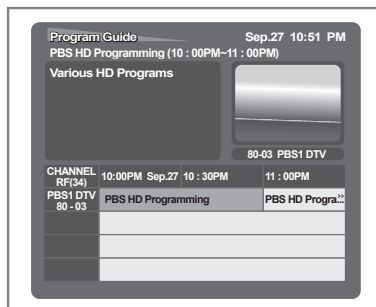 Program Guide Sep.27 10:51 PM
PBS HD Programming (10 : 00PM~11 : 00PM)
Various HD Programs
80-03 PBS1 DTV
CHANNEL
RF(34) 10:00PM Sep.27 10 : 30PM 11 : 00PM
PBS1 DTV
80 - 03 PBS HD Programming PBS HD Progra...